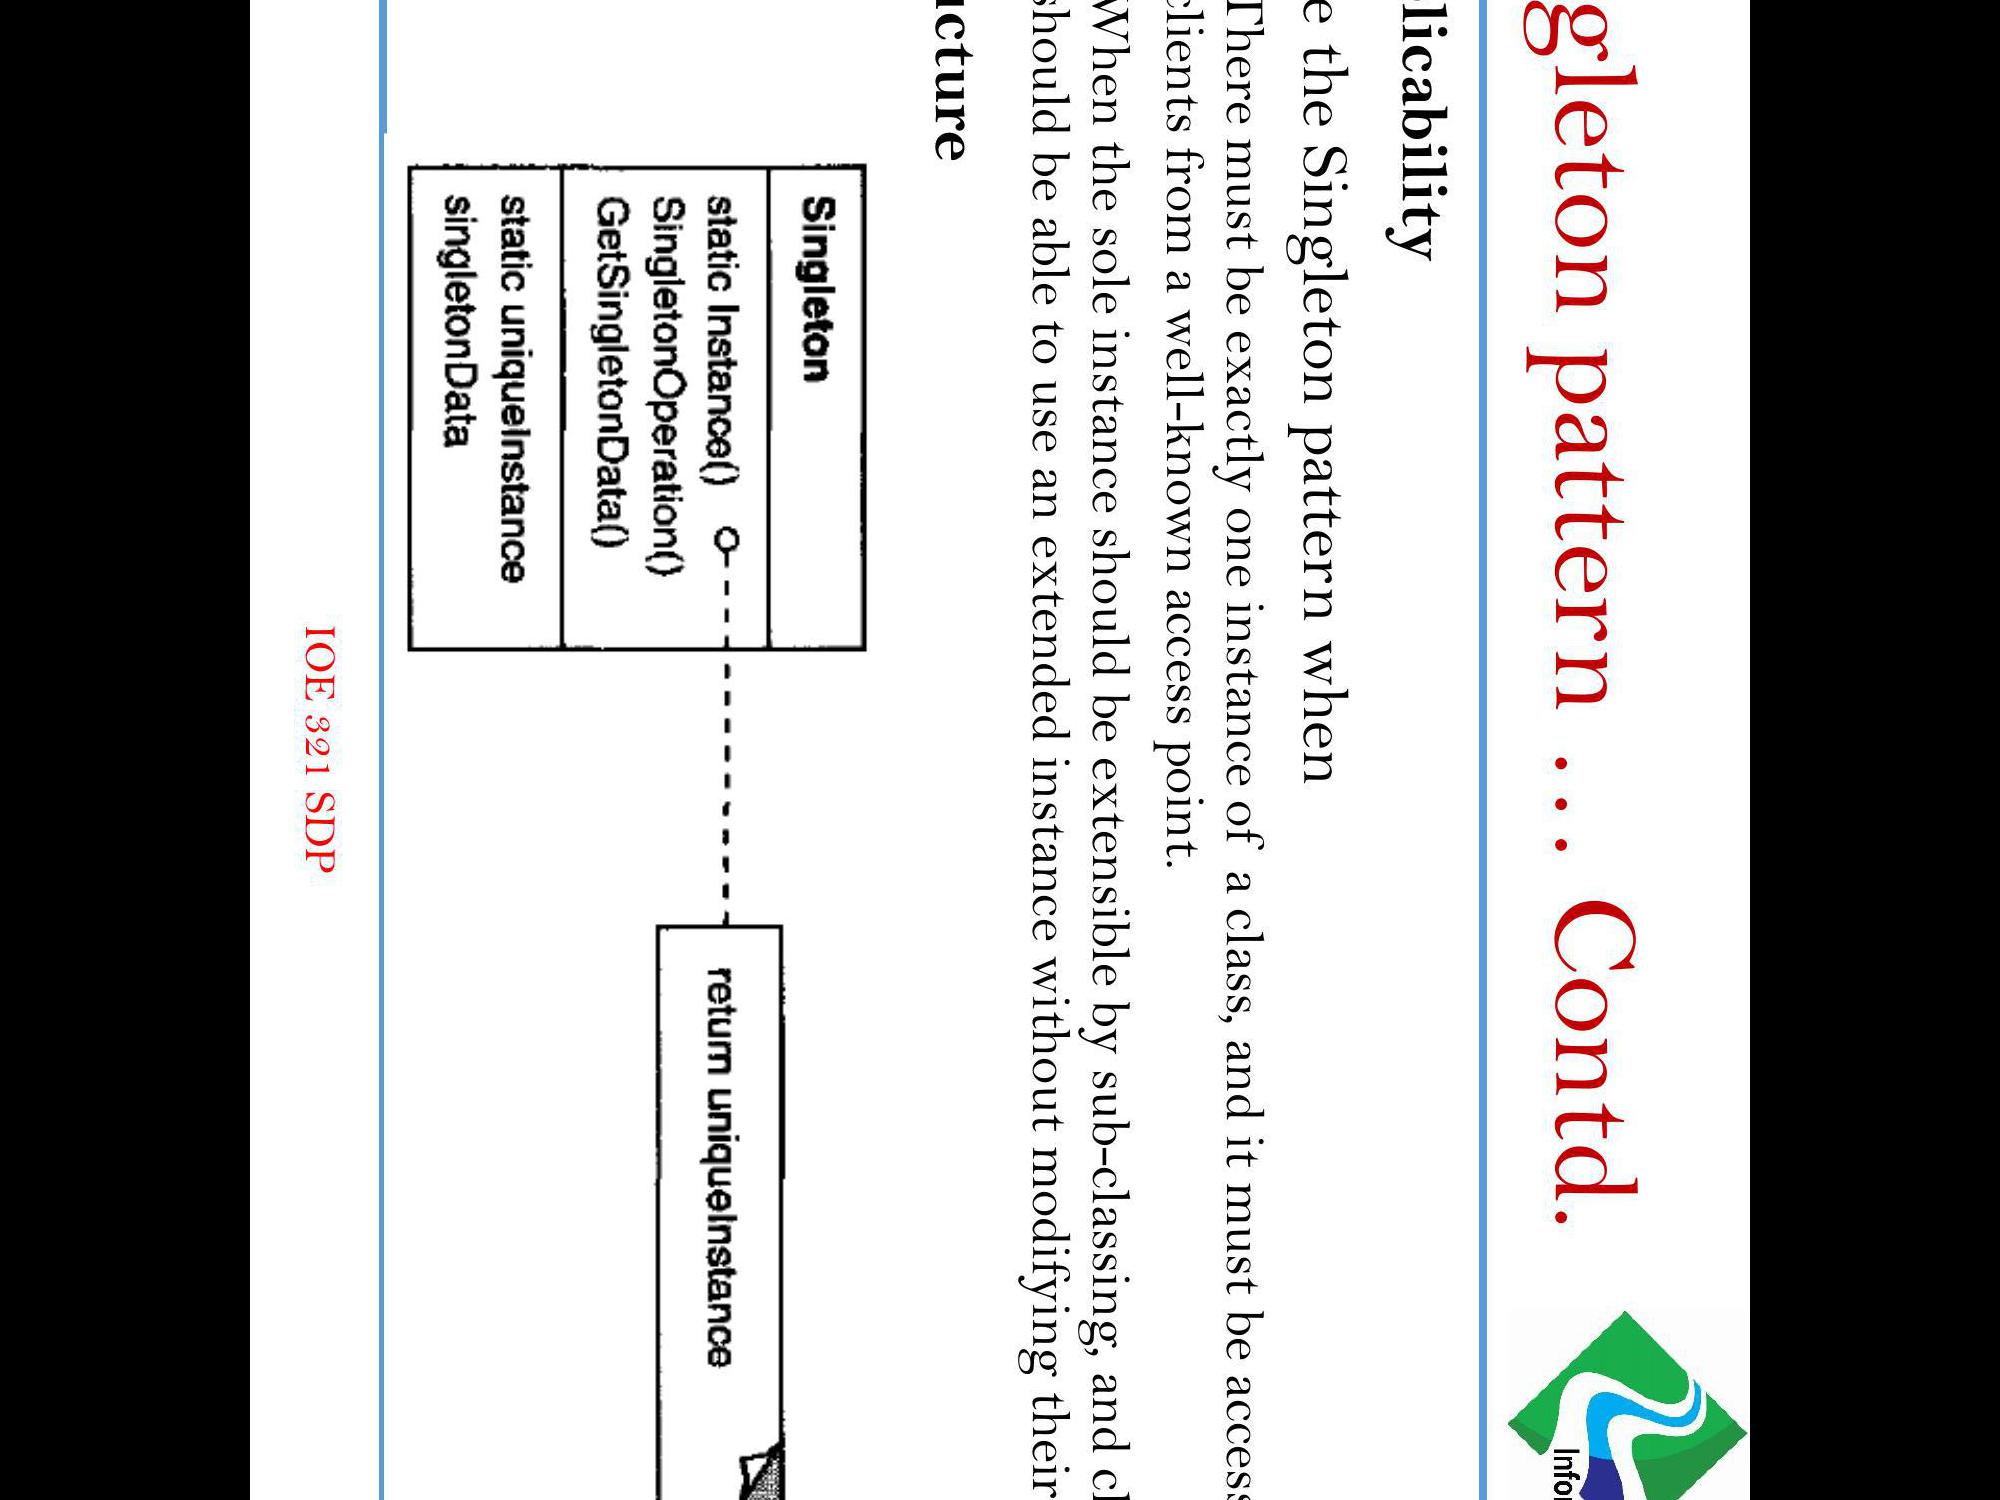 gleton pattern ... Contd.
licability
e the Singleton pattern when
There must be exactly one instance of a class, and it must be access
clients from a well-known access point.
When the sole instance should be extensible by sub-classing, and cl
should be able to use an extended instance without modifying their
ucture
Singleton
static Instance()
SingletonOperation()
GetSingletonData()
static uniqueInstance
singletonData
return uniqueInstance
IOE 321 SDP
Infor